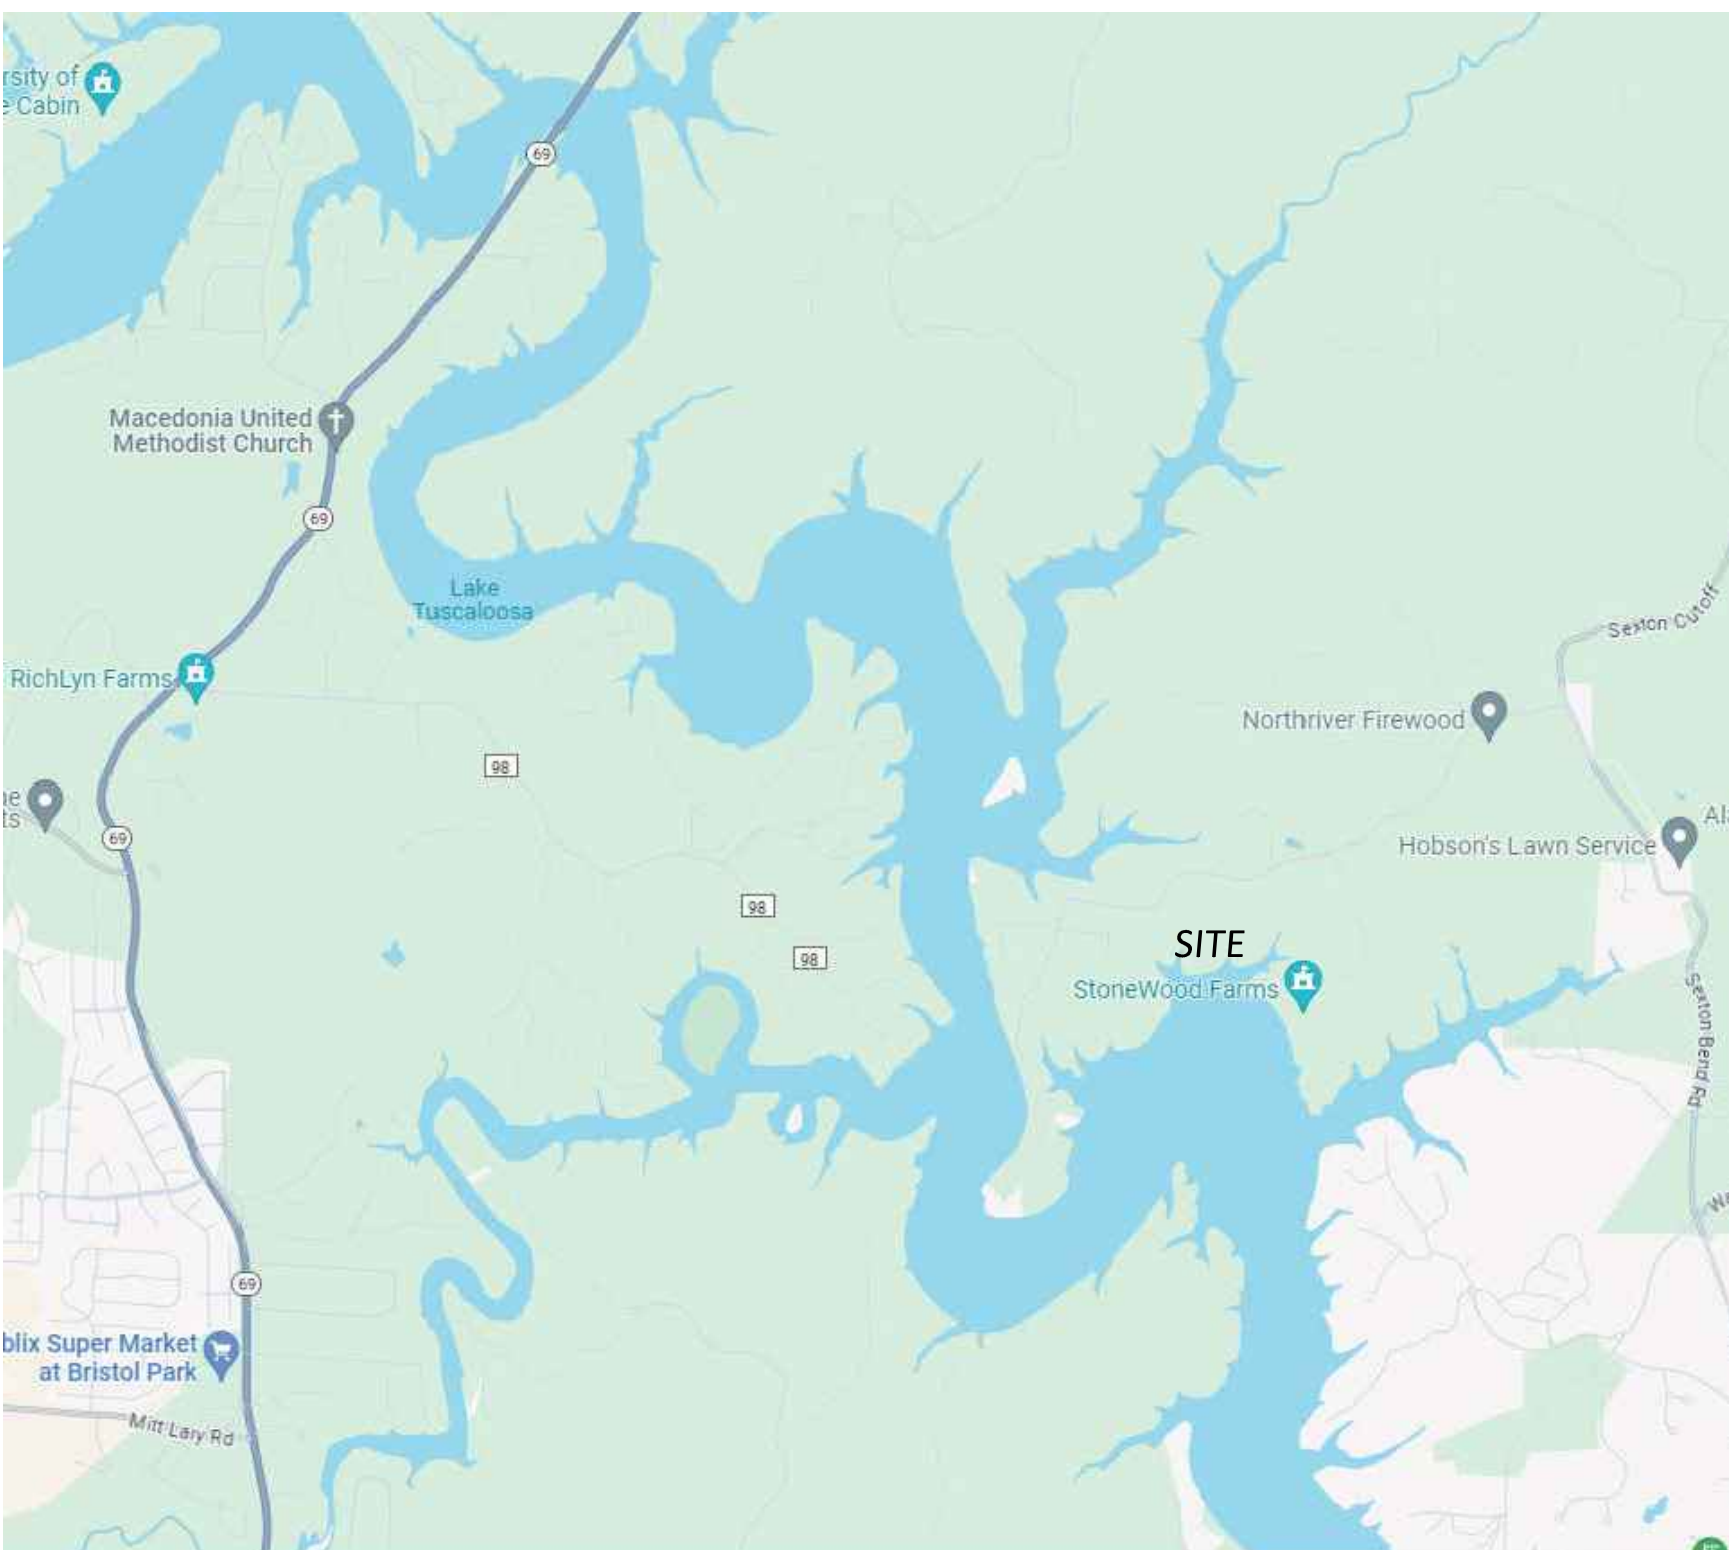 rsity of
e Cabin
69
Macedonia United
Methodist Church
69
Lake
Tuscaloosa
Sexton Cutoff
RichLyn Farms
Northriver Firewood
98
69
Hobson's Lawn Service
98
SITE
98
StoneWood Farms
Sexton Bend Rd
69
blix Super Market
at Bristol Park
Mitt Lary Rd